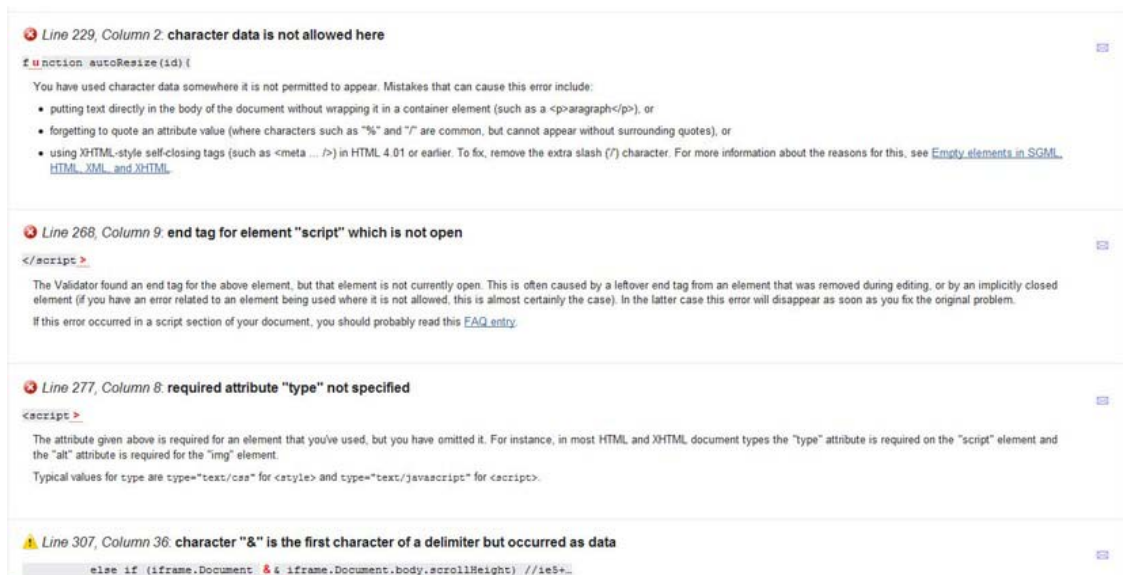 Line 229, Column 2: character data is not allowed here
function autoResize(id){
You have used character data somewhere it is not permitted to appear. Mistakes that can cause this error include:
• putting text directly in the body of the document without wrapping it in a container element (such as a <p>aragraph</p>), or
• forgetting to quote an attribute value (where characters such as "%" and "/" are common, but cannot appear without surrounding quotes), or
• using XHTML-style self-closing tags (such as <meta ... />) in HTML 4.01 or earlier. To fix, remove the extra slash ('/') character. For more information about the reasons for this, see Empty elements in SGML,
HTML, XML, and XHTML.
Line 268, Column 9: end tag for element "script" which is not open
</script>
The Validator found an end tag for the above element, but that element is not currently open. This is often caused by a leftover end tag from an element that was removed during editing, or by an implicitly closed
element (if you have an error related to an element being used where it is not allowed, this is almost certainly the case). In the latter case this error will disappear as soon as you fix the original problem.
If this error occurred in a script section of your document, you should probably read this FAQ entry.
Line 277, Column 8: required attribute "type" not specified
<script>
The attribute given above is required for an element that you've used, but you have omitted it. For instance, in most HTML and XHTML document types the "type" attribute is required on the "script" element and
the "alt" attribute is required for the "img" element.
Typical values for type are type="text/css" for <style> and type="text/javascript" for <script>.
Line 307, Column 36: character "&" is the first character of a delimiter but occurred as data
else if (iframe.Document && iframe.Document.body.scrollHeight) //ie5+…